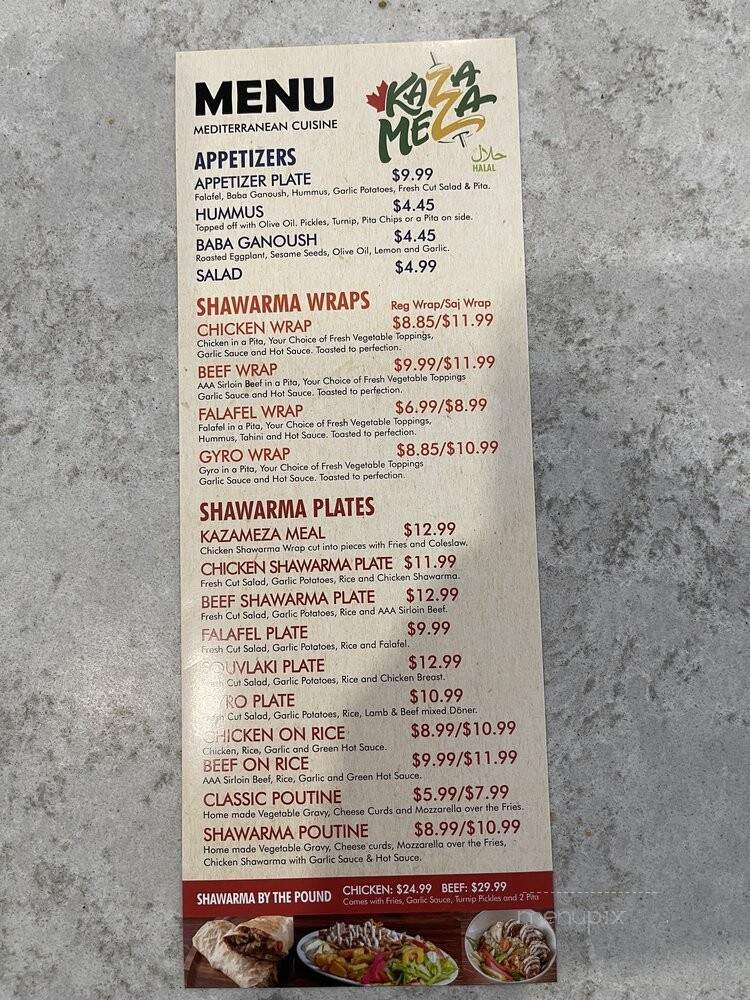 MENU
MEDITERRANEAN CUISINE
KAZA
MEZA
حلال
HALAL
APPETIZERS
APPETIZER PLATE $9.99
Falafel, Baba Ganoush, Hummus, Garlic Potatoes, Fresh Cut Salad & Pita.
HUMMUS $4.45
Topped off with Olive Oil. Pickles, Turnip, Pita Chips or a Pita on side.
BABA GANOUSH $4.45
Roasted Eggplant, Sesame Seeds, Olive Oil, Lemon and Garlic.
SALAD $4.99
SHAWARMA WRAPS Reg Wrap/Saj Wrap
CHICKEN WRAP $8.85/$11.99
Chicken in a Pita, Your Choice of Fresh Vegetable Toppings,
Garlic Sauce and Hot Sauce. Toasted to perfection.
BEEF WRAP $9.99/$11.99
AAA Sirloin Beef in a Pita, Your Choice of Fresh Vegetable Toppings
Garlic Sauce and Hot Sauce. Toasted to perfection.
FALAFEL WRAP $6.99/$8.99
Falafel in a Pita, Your Choice of Fresh Vegetable Toppings,
Hummus, Tahini and Hot Sauce. Toasted to perfection.
GYRO WRAP $8.85/$10.99
Gyro in a Pita, Your Choice of Fresh Vegetable Toppings
Garlic Sauce and Hot Sauce. Toasted to perfection.
SHAWARMA PLATES
KAZAMEZA MEAL $12.99
Chicken Shawarma Wrap cut into pieces with Fries and Coleslaw.
CHICKEN SHAWARMA PLATE $11.99
Fresh Cut Salad, Garlic Potatoes, Rice and Chicken Shawarma.
BEEF SHAWARMA PLATE $12.99
Fresh Cut Salad, Garlic Potatoes, Rice and AAA Sirloin Beef.
FALAFEL PLATE $9.99
Fresh Cut Salad, Garlic Potatoes, Rice and Falafel.
SOUVLAKI PLATE $12.99
Fresh Cut Salad, Garlic Potatoes, Rice and Chicken Breast.
GYRO PLATE $10.99
Fresh Cut Salad, Garlic Potatoes, Rice, Lamb & Beef mixed Döner.
CHICKEN ON RICE $8.99/$10.99
Chicken, Rice, Garlic and Green Hot Sauce.
BEEF ON RICE $9.99/$11.99
AAA Sirloin Beef, Rice, Garlic and Green Hot Sauce.
CLASSIC POUTINE $5.99/$7.99
Home made Vegetable Gravy, Cheese Curds and Mozzarella over the Fries.
SHAWARMA POUTINE $8.99/$10.99
Home made Vegetable Gravy, Cheese curds, Mozzarella over the Fries,
Chicken Shawarma with Garlic Sauce & Hot Sauce.
SHAWARMA BY THE POUND CHICKEN: $24.99 BEEF: $29.99
Comes with Fries, Garlic Sauce, Turnip Pickles and 2 Pita
menupix